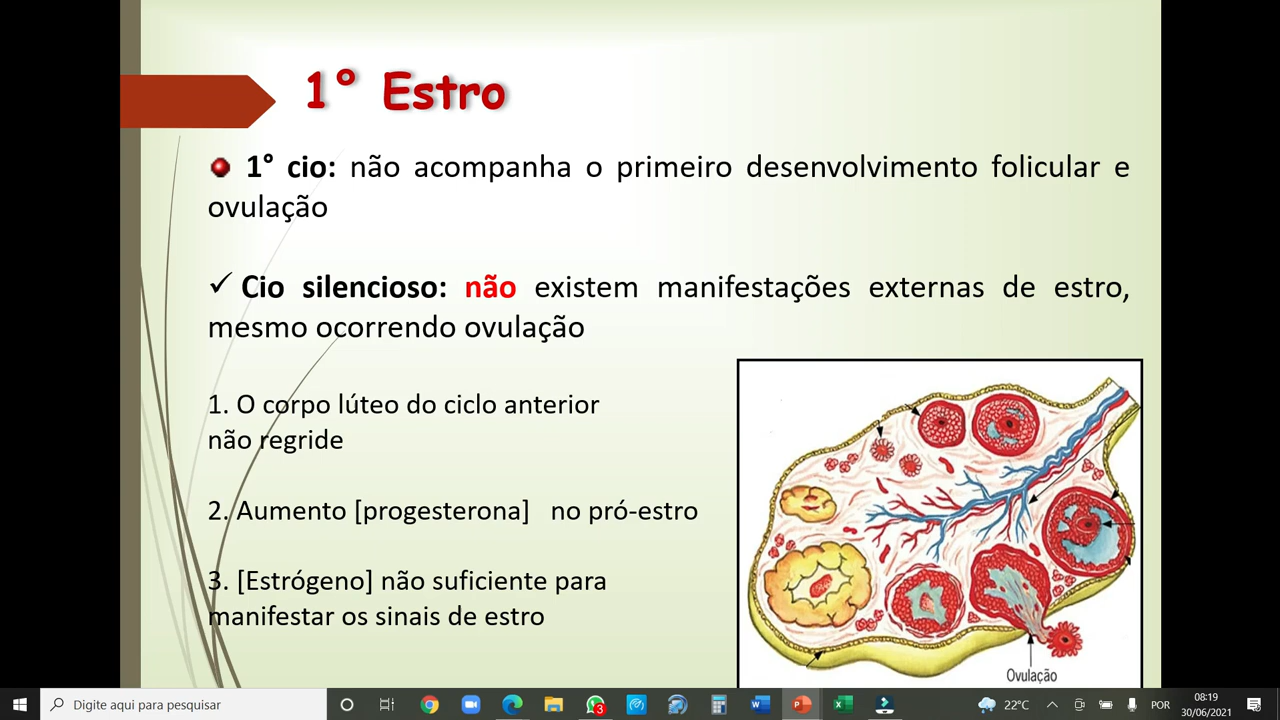 1° Estro
1° cio: não acompanha o primeiro desenvolvimento folicular e
ovulação
✓ Cio silencioso: não existem manifestações externas de estro,
mesmo ocorrendo ovulação
1. O corpo lúteo do ciclo anterior
não regride
2. Aumento [progesterona] no pró-estro
3. [Estrógeno] não suficiente para
manifestar os sinais de estro
Ovulação
Digite aqui para pesquisar
3
22°C
POR
08:19
30/06/2021